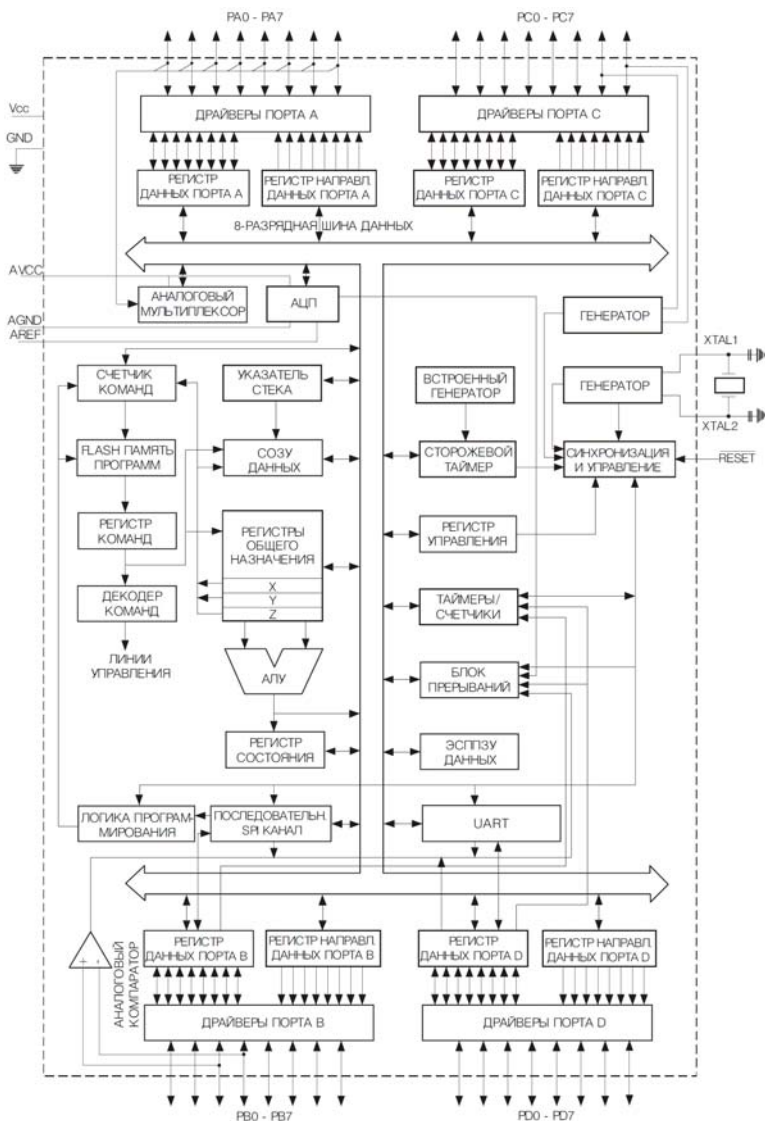 PA0 - PA7
PC0 - PC7
Vcc
GND
ДРАЙВЕРЫ ПОРТА A
ДРАЙВЕРЫ ПОРТА C
РЕГИСТР
ДАННЫХ ПОРТА A
РЕГИСТР НАПРАВЛ.
ДАННЫХ ПОРТА A
РЕГИСТР
ДАННЫХ ПОРТА C
РЕГИСТР НАПРАВЛ.
ДАННЫХ ПОРТА C
8-РАЗРЯДНАЯ ШИНА ДАННЫХ
AVCC
АНАЛОГОВЫЙ
МУЛЬТИПЛЕКСОР
АЦП
AGND
AREF
ГЕНЕРАТОР
XTAL1
СЧЕТЧИК
КОМАНД
УКАЗАТЕЛЬ
СТЕКА
ВСТРОЕННЫЙ
ГЕНЕРАТОР
ГЕНЕРАТОР
XTAL2
FLASH ПАМЯТЬ
ПРОГРАММ
СОЗУ
ДАННЫХ
СТОРОЖЕВОЙ
ТАЙМЕР
СИНХРОНИЗАЦИЯ
И УПРАВЛЕНИЕ
RESET
РЕГИСТР
КОМАНД
РЕГИСТРЫ
ОБЩЕГО
НАЗНАЧЕНИЯ
X
Y
Z
РЕГИСТР
УПРАВЛЕНИЯ
ДЕКОДЕР
КОМАНД
ТАЙМЕРЫ/
СЧЕТЧИКИ
ЛИНИИ
УПРАВЛЕНИЯ
АЛУ
БЛОК
ПРЕРЫВАНИЙ
РЕГИСТР
СОСТОЯНИЯ
ЭСППЗУ
ДАННЫХ
ЛОГИКА ПРОГРАМ-
МИРОВАНИЯ
ПОСЛЕДОВАТЕЛЬН.
SPI КАНАЛ
UART
АНАЛОГОВЫЙ
КОМПАРАТОР
+ -
РЕГИСТР
ДАННЫХ ПОРТА B
РЕГИСТР НАПРАВЛ.
ДАННЫХ ПОРТА B
РЕГИСТР
ДАННЫХ ПОРТА D
РЕГИСТР НАПРАВЛ.
ДАННЫХ ПОРТА D
ДРАЙВЕРЫ ПОРТА B
ДРАЙВЕРЫ ПОРТА D
PB0 - PB7
PD0 - PD7